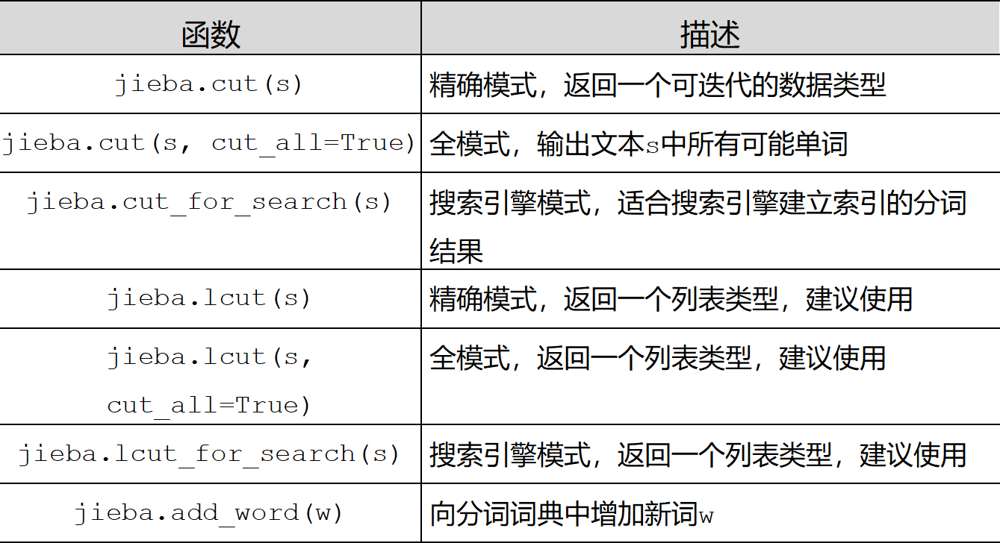 函数 描述
jieba.cut(s) 精确模式，返回一个可迭代的数据类型
jieba.cut(s, cut_all=True) 全模式，输出文本s中所有可能单词
jieba.cut_for_search(s) 搜索引擎模式，适合搜索引擎建立索引的分词
结果
jieba.lcut(s) 精确模式，返回一个列表类型，建议使用
jieba.lcut(s, 全模式，返回一个列表类型，建议使用
cut_all=True)
jieba.lcut_for_search(s) 搜索引擎模式，返回一个列表类型，建议使用
jieba.add_word(w) 向分词词典中增加新词w